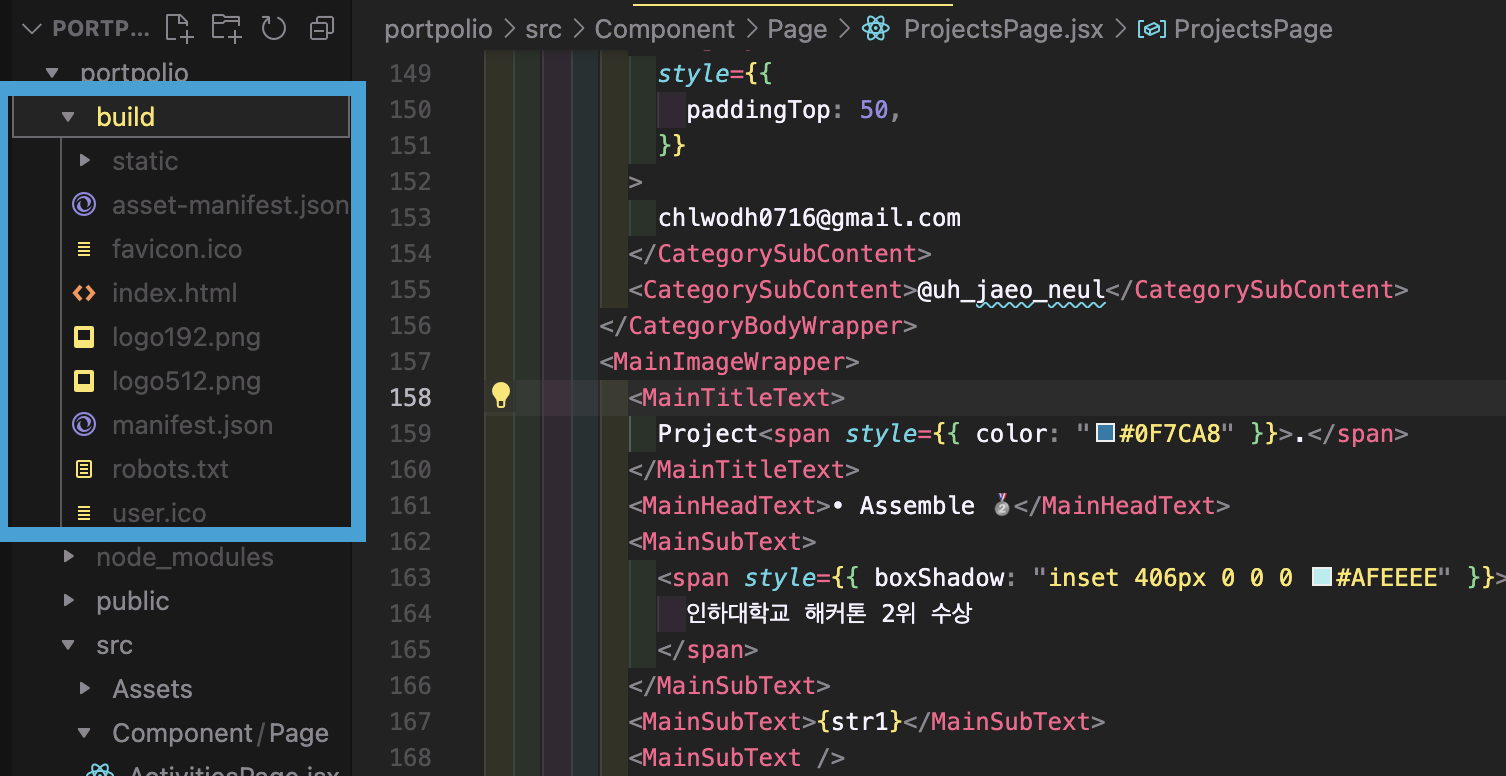 PORTP...
portpolio
build
static
asset-manifest.json
favicon.ico
index.html
logo192.png
logo512.png
manifest.json
robots.txt
user.ico
node_modules
public
src
Assets
Component/Page
ActivitiesPage.jsx
portpolio > src > Component > Page > ProjectsPage.jsx > ProjectsPage
149 style={{
150 paddingTop: 50,
151 }}
152 >
153 chlwodh0716@gmail.com
154 </CategorySubContent>
155 <CategorySubContent>@uh_jaeo_neul</CategorySubContent>
156 </CategoryBodyWrapper>
157 <MainImageWrapper>
158 <MainTitleText>
159 Project<span style={{ color: "#0F7CA8" }}>.</span>
160 </MainTitleText>
161 <MainHeadText>• Assemble 🥈</MainHeadText>
162 <MainSubText>
163 <span style={{ boxShadow: "inset 406px 0 0 0 #AFEEEE" }}>
164 인하대학교 해커톤 2위 수상
165 </span>
166 </MainSubText>
167 <MainSubText>{str1}</MainSubText>
168 <MainSubText />